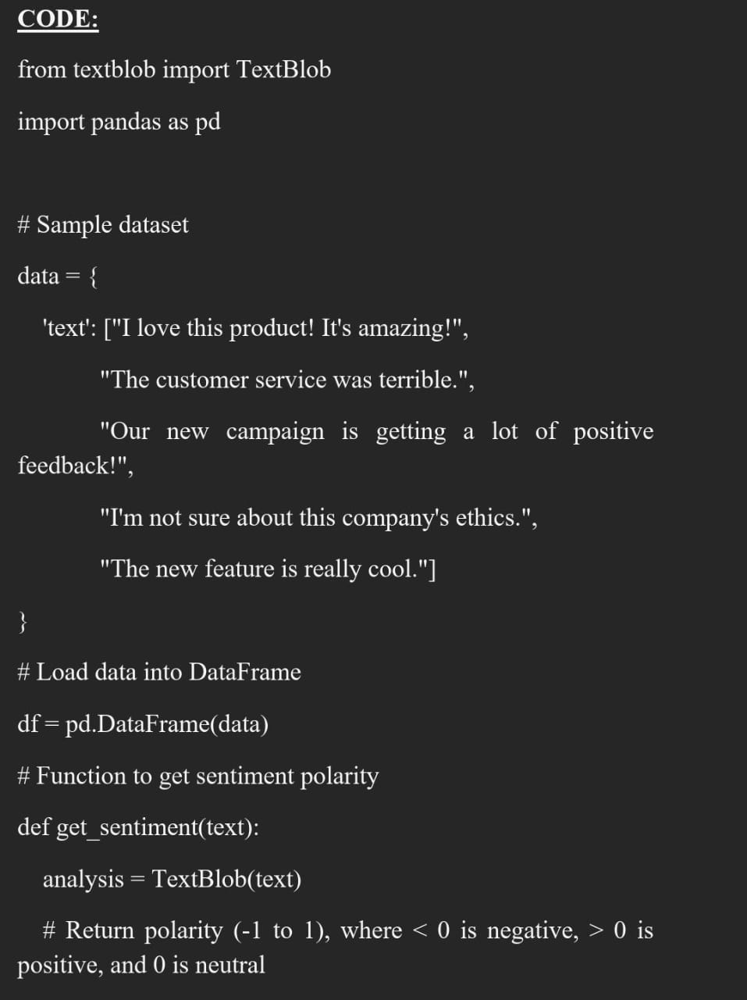 CODE:
from textblob import TextBlob
import pandas as pd
# Sample dataset
data = {
'text': ["I love this product! It's amazing!",
"The customer service was terrible.",
"Our new campaign is getting a lot of positive
feedback!",
"I'm not sure about this company's ethics.",
"The new feature is really cool."]
}
# Load data into DataFrame
df = pd.DataFrame(data)
# Function to get sentiment polarity
def get_sentiment(text):
analysis = TextBlob(text)
# Return polarity (-1 to 1), where < 0 is negative, > 0 is
positive, and 0 is neutral